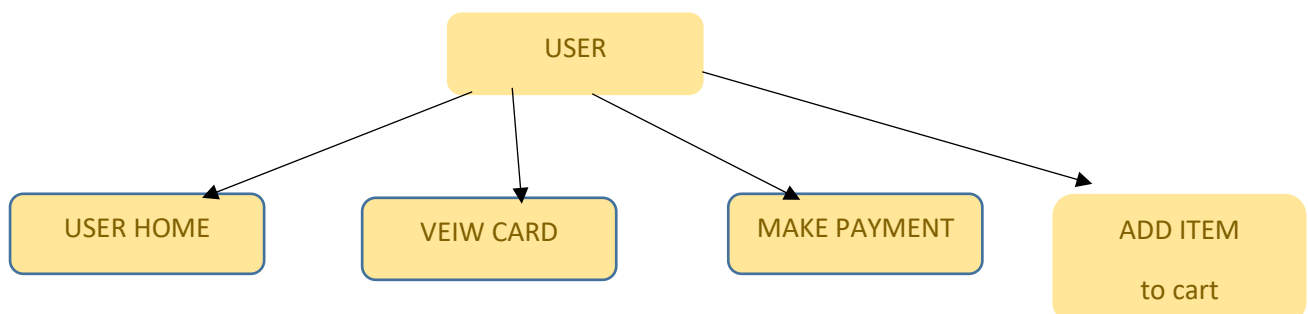 USER
USER HOME
VEIW CARD
MAKE PAYMENT
ADD ITEM
to cart